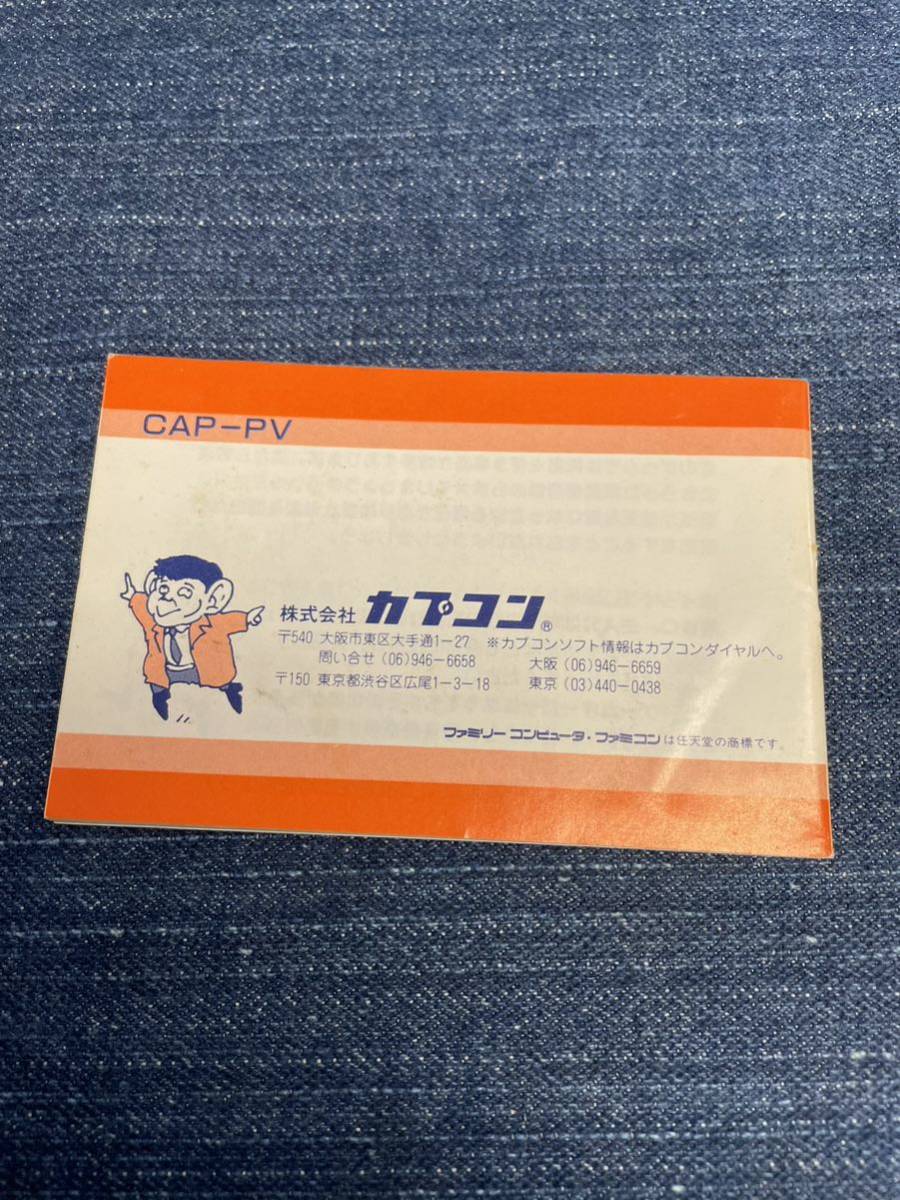 CAP-PV
株式会社 カプコン®
〒540 大阪市東区大手通1-27 ※カプコンソフト情報はカプコンダイヤルへ。
問い合せ (06)946-6658 大阪 (06)946-6659
〒150 東京都渋谷区広尾1-3-18 東京 (03)440-0438
ファミリーコンピュータ・ファミコンは任天堂の商標です。